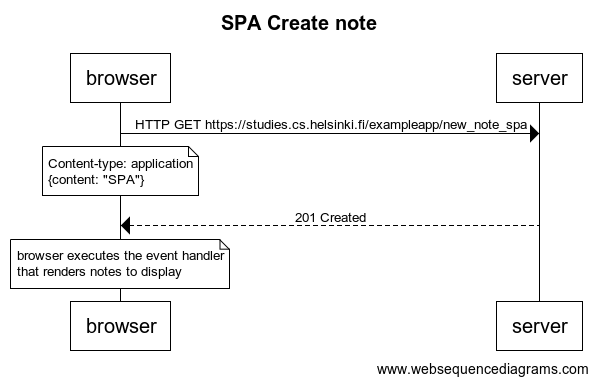 SPA Create note
browser
server
HTTP GET https://studies.cs.helsinki.fi/exampleapp/new_note_spa
Content-type: application
{content: "SPA"}
201 Created
browser executes the event handler
that renders notes to display
browser
server
www.websequencediagrams.com